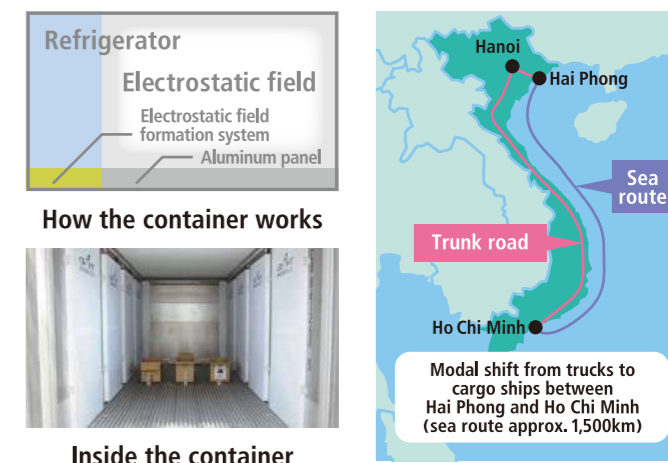 Refrigerator
Electrostatic field
Electrostatic field
formation system
Aluminum panel
How the container works
Inside the container
Hanoi
Hai Phong
Sea
route
Trunk road
Ho Chi Minh
Modal shift from trucks to
cargo ships between
Hai Phong and Ho Chi Minh
(sea route approx. 1,500km)